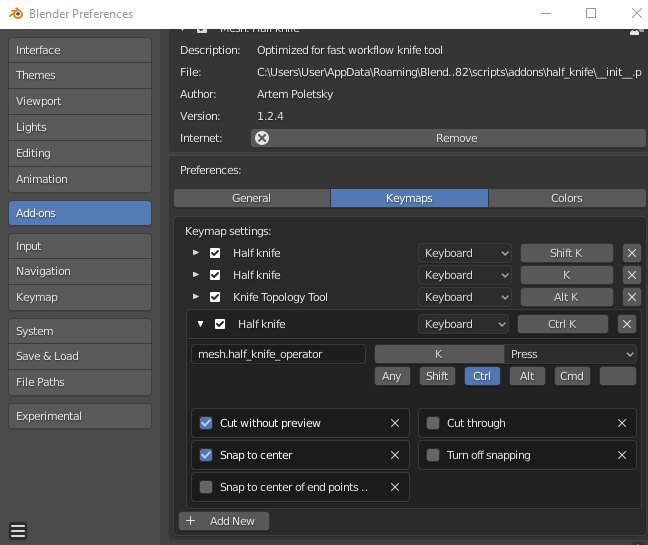 Blender Preferences
Interface
Themes
Viewport
Lights
Editing
Animation
Add-ons
Input
Navigation
Keymap
System
Save & Load
File Paths
Experimental
Mesh: Half knife
Description: Optimized for fast workflow knife tool
File: C:\Users\User\AppData\Roaming\Blend..82\scripts\addons\half_knife\__init__.p
Author: Artem Poletsky
Version: 1.2.4
Internet: Remove
Preferences:
General Keymaps Colors
Keymap settings:
Half knife Keyboard Shift K
Half knife Keyboard K
Knife Topology Tool Keyboard Alt K
Half knife Keyboard Ctrl K
mesh.half_knife_operator K Press
Any Shift Ctrl Alt Cmd
Cut without preview Cut through
Snap to center Turn off snapping
Snap to center of end points ..
Add New